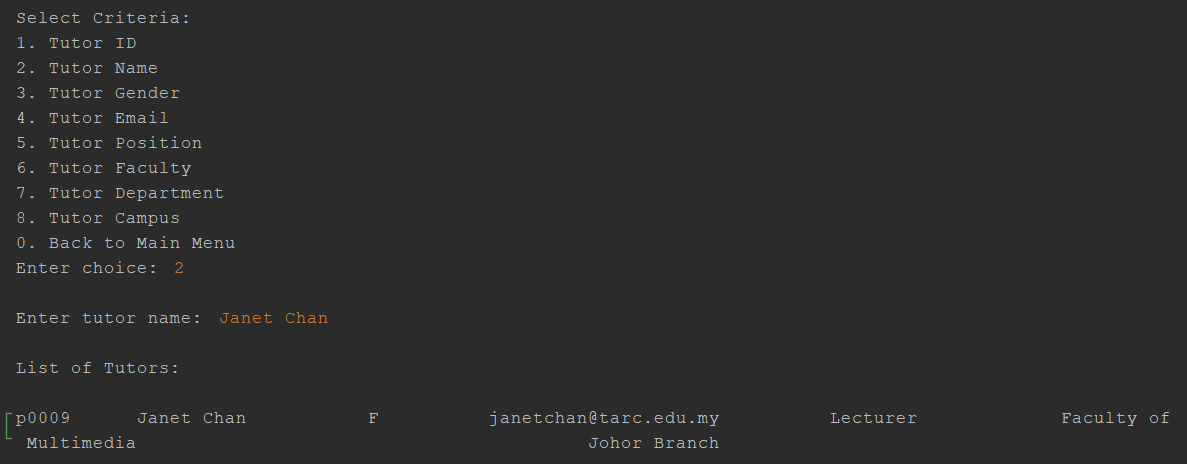 Select Criteria:
1. Tutor ID
2. Tutor Name
3. Tutor Gender
4. Tutor Email
5. Tutor Position
6. Tutor Faculty
7. Tutor Department
8. Tutor Campus
0. Back to Main Menu
Enter choice: 2
Enter tutor name: Janet Chan
List of Tutors:
p0009 Janet Chan F janetchan@tarc.edu.my Lecturer Faculty of
Multimedia Johor Branch